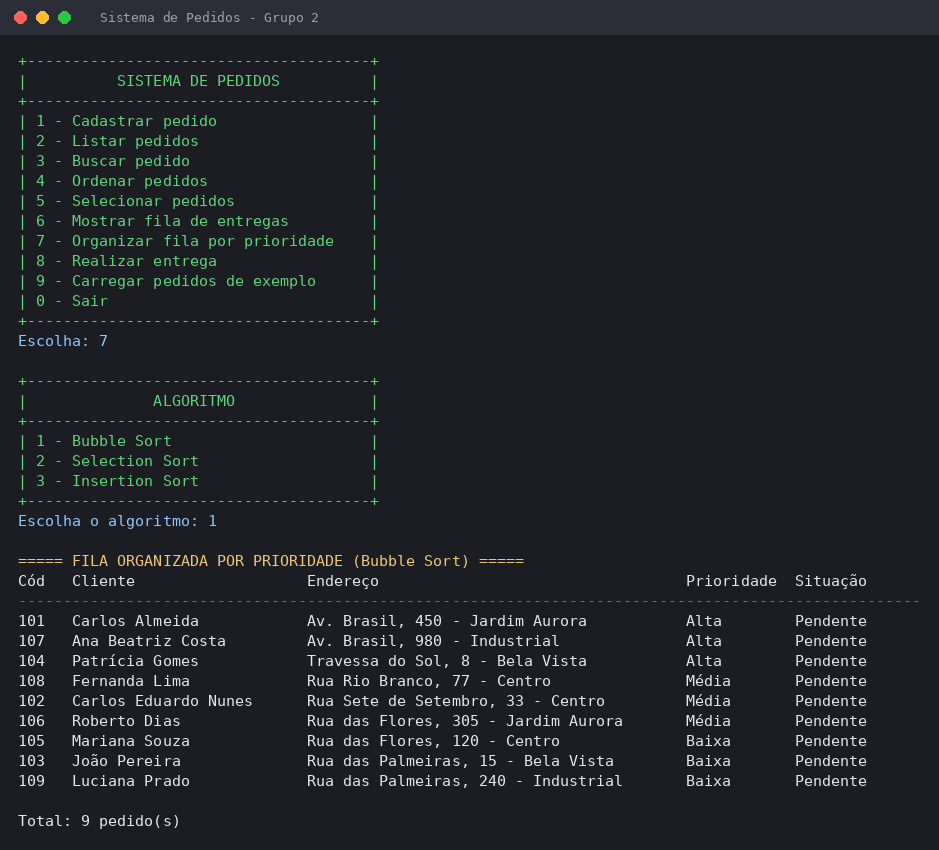 Sistema de Pedidos - Grupo 2
+--------------------------------------+
|          SISTEMA DE PEDIDOS          |
+--------------------------------------+
| 1 - Cadastrar pedido                 |
| 2 - Listar pedidos                   |
| 3 - Buscar pedido                    |
| 4 - Ordenar pedidos                  |
| 5 - Selecionar pedidos               |
| 6 - Mostrar fila de entregas         |
| 7 - Organizar fila por prioridade    |
| 8 - Realizar entrega                 |
| 9 - Carregar pedidos de exemplo      |
| 0 - Sair                             |
+--------------------------------------+
Escolha: 7
+--------------------------------------+
|              ALGORITMO               |
+--------------------------------------+
| 1 - Bubble Sort                      |
| 2 - Selection Sort                   |
| 3 - Insertion Sort                   |
+--------------------------------------+
Escolha o algoritmo: 1
===== FILA ORGANIZADA POR PRIORIDADE (Bubble Sort) =====
Cód   Cliente                   Endereço                                  Prioridade  Situação
----------------------------------------------------------------------------------------------------
101   Carlos Almeida            Av. Brasil, 450 - Jardim Aurora           Alta        Pendente
107   Ana Beatriz Costa         Av. Brasil, 980 - Industrial              Alta        Pendente
104   Patrícia Gomes            Travessa do Sol, 8 - Bela Vista           Alta        Pendente
108   Fernanda Lima             Rua Rio Branco, 77 - Centro               Média       Pendente
102   Carlos Eduardo Nunes      Rua Sete de Setembro, 33 - Centro         Média       Pendente
106   Roberto Dias              Rua das Flores, 305 - Jardim Aurora       Média       Pendente
105   Mariana Souza             Rua das Flores, 120 - Centro              Baixa       Pendente
103   João Pereira              Rua das Palmeiras, 15 - Bela Vista        Baixa       Pendente
109   Luciana Prado             Rua das Palmeiras, 240 - Industrial       Baixa       Pendente
Total: 9 pedido(s)